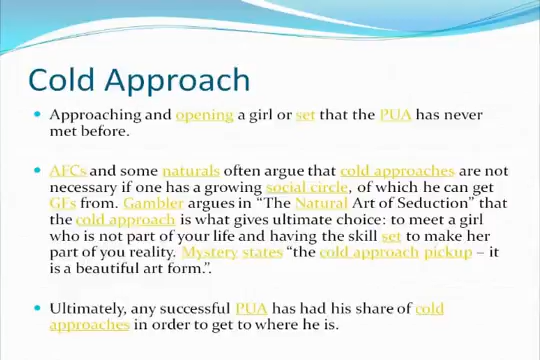 Cold Approach
Approaching and opening a girl or set that the PUA has never
met before.
AFCs and some naturals often argue that cold approaches are not
necessary if one has a growing social circle, of which he can get
GFs from. Gambler argues in “The Natural Art of Seduction” that
the cold approach is what gives ultimate choice: to meet a girl
who is not part of your life and having the skill set to make her
part of you reality. Mystery states “the cold approach pickup – it
is a beautiful art form.”.
Ultimately, any successful PUA has had his share of cold
approaches in order to get to where he is.